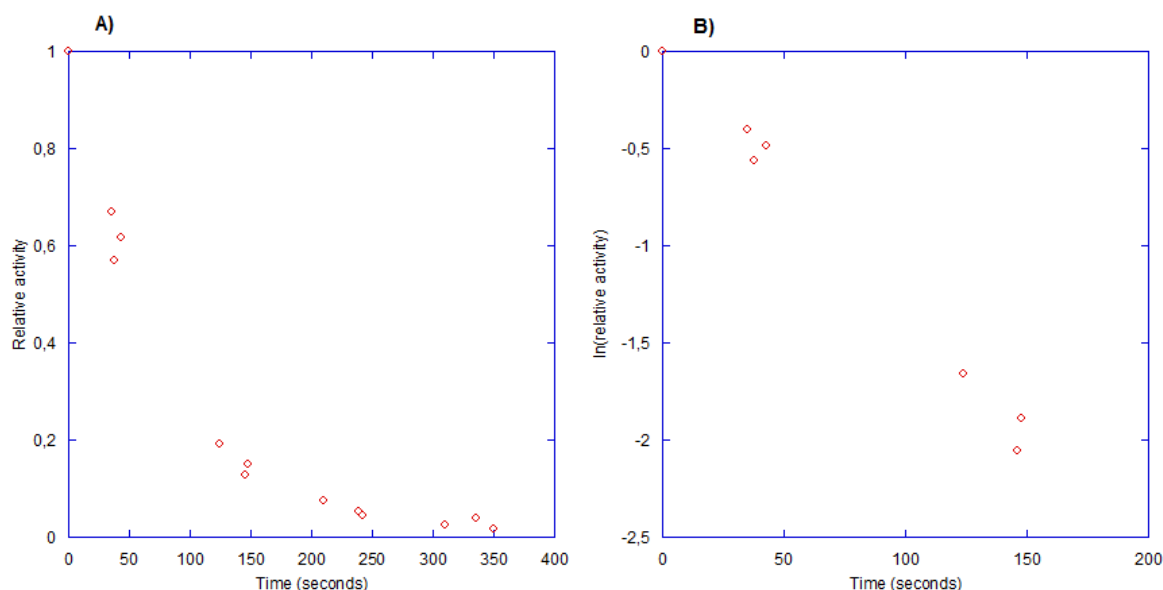 A)
1
0,8
0,6
0,4
0,2
0
Relative activity
0 50 100 150 200 250 300 350 400
Time (seconds)
B)
0
-0,5
-1
-1,5
-2
-2,5
ln(relative activity)
0 50 100 150 200
Time (seconds)